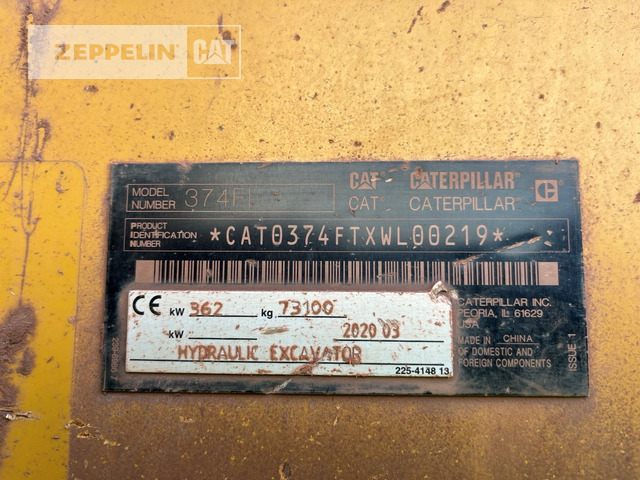 ZEPPELIN CAT
MODEL NUMBER 374FL
CAT CATERPILLAR
CAT CATERPILLAR
PRODUCT IDENTIFICATION NUMBER *CAT0374FTXWL00219*
CE kW 362 kg 73100
kW 2020 03
HYDRAULIC EXCAVATOR
225-4148 13
CATERPILLAR INC.
PEORIA, IL 61629
USA
MADE IN CHINA
OF DOMESTIC AND
FOREIGN COMPONENTS
ISSUE-1